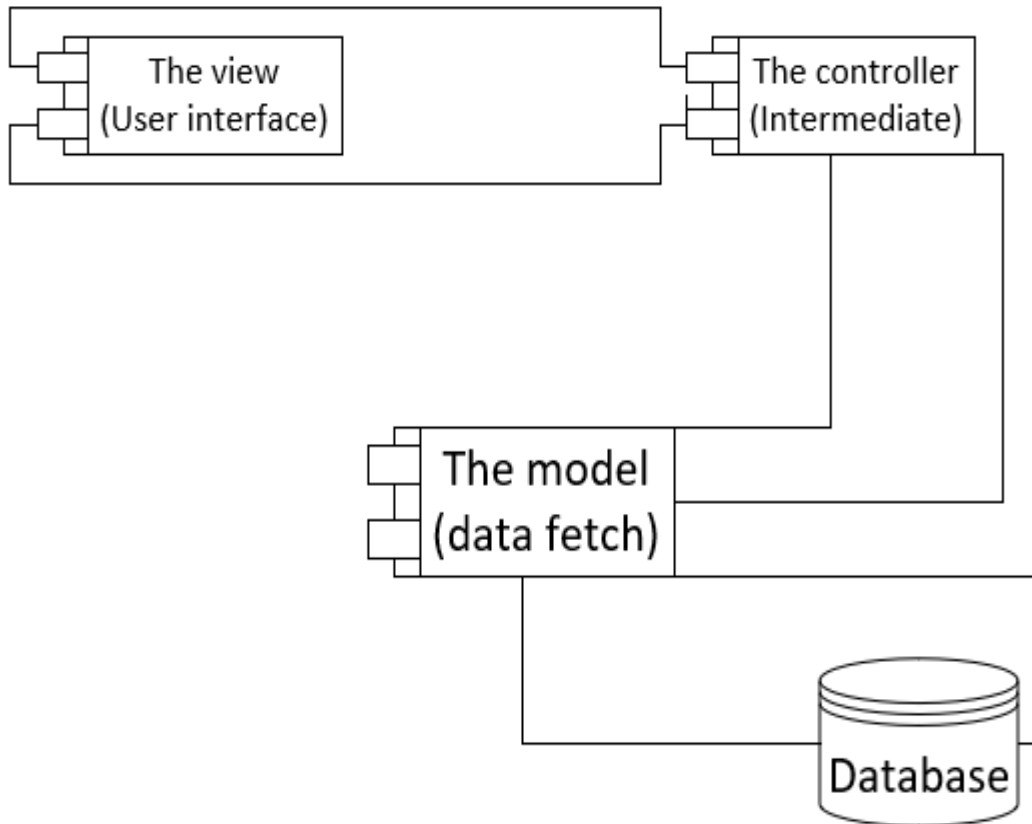 The view
(User interface)
The controller
(Intermediate)
The model
(data fetch)
Database